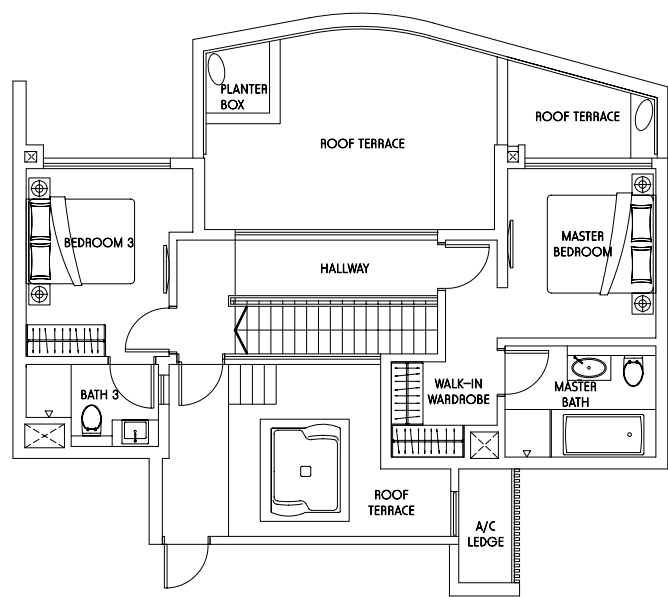 PLANTER
BOX
ROOF TERRACE
ROOF TERRACE
BEDROOM 3
HALLWAY
MASTER
BEDROOM
BATH 3
WALK-IN
WARDROBE
MASTER
BATH
ROOF
TERRACE
A/C
LEDGE